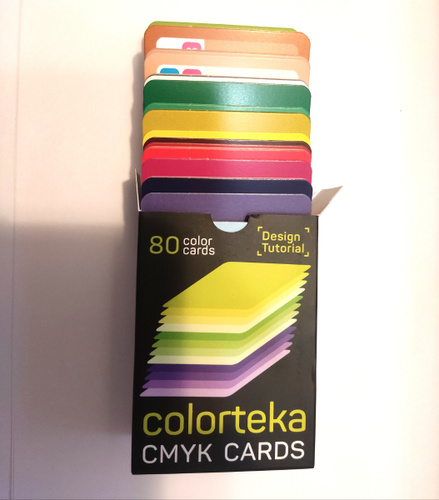 80 color
cards
Design
Tutorial
colorteka
CMYK CARDS